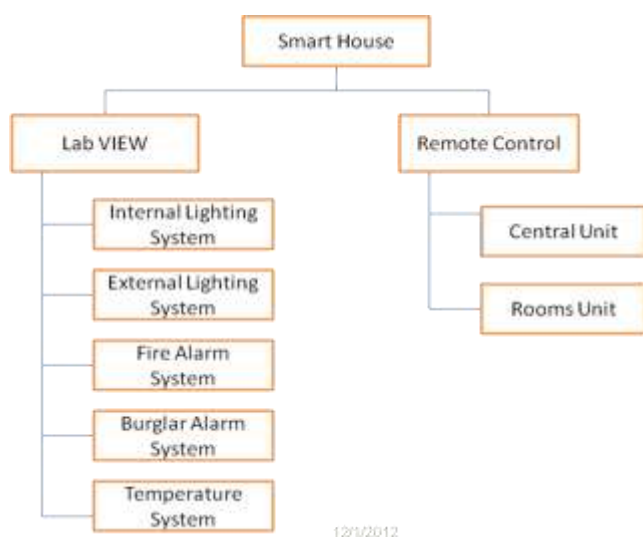 Smart House
Lab VIEW
Remote Control
Internal Lighting
System
External Lighting
System
Fire Alarm
System
Burglar Alarm
System
Temperature
System
Central Unit
Rooms Unit
12/1/2012